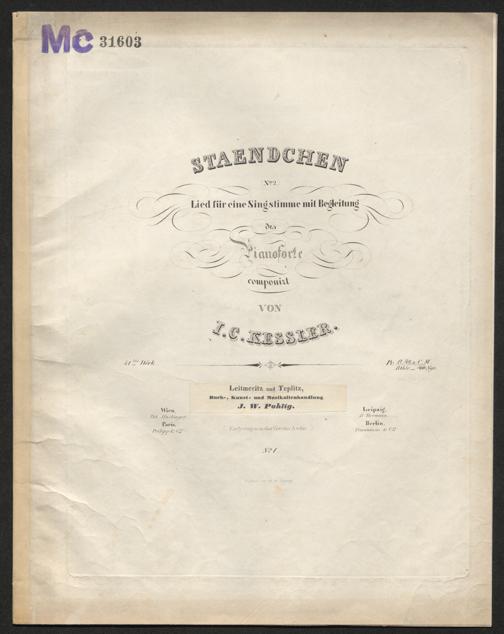 Mc 31603
STAENDCHEN
No. 2
Lied für eine Singstimme mit Begleitung
des
Pianoforte
componirt
VON
I. C. KESSLER.
Leitmeritz und Teplitz,
Buch-, Kunst- und Musikalienhandlung
J. W. Pohlig.
Wien,
Leipzig,
Paris,
Berlin,
No. 1